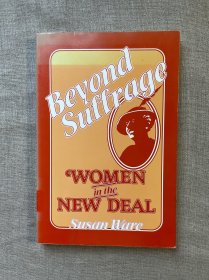 Beyond
Suffrage
WOMEN
in the
NEW DEAL
Susan Ware